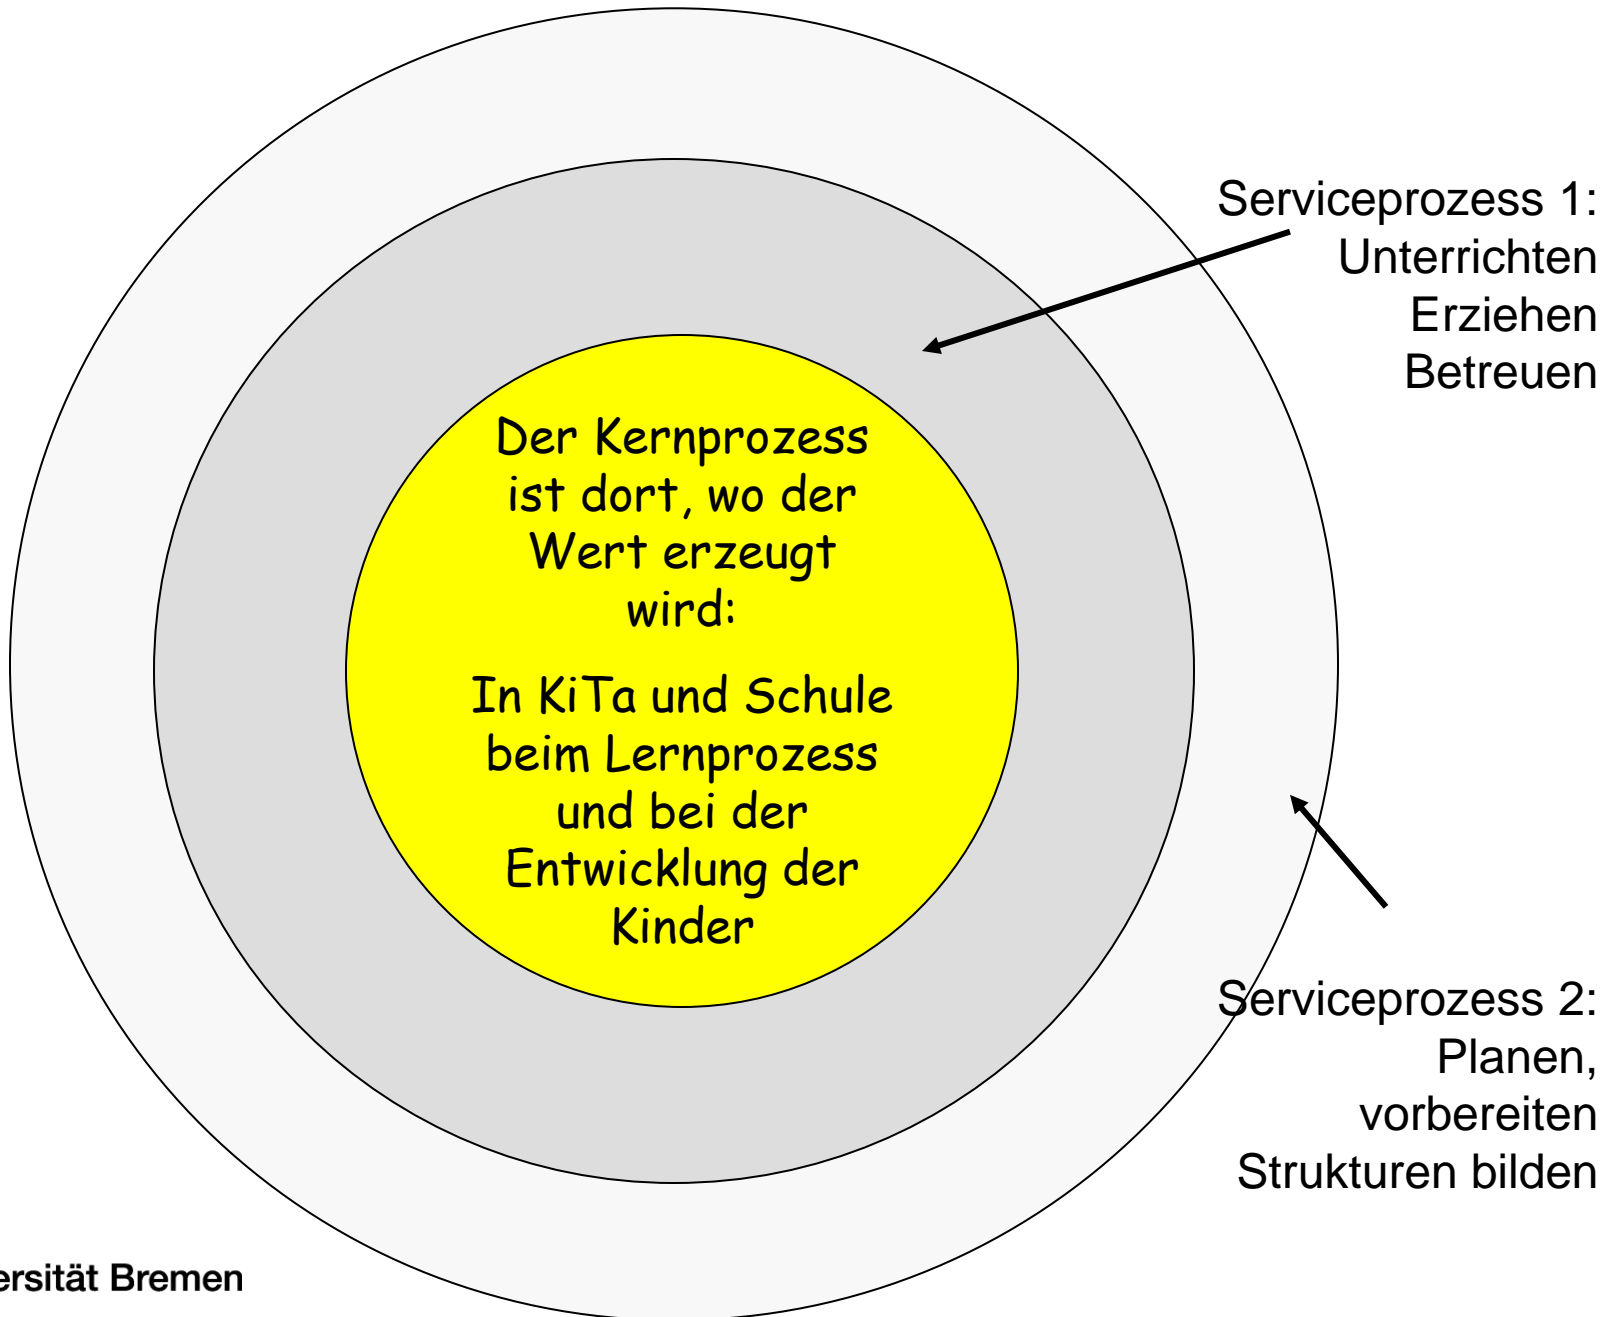 Serviceprozess 1:
Unterrichten
Erziehen
Betreuen
Der Kernprozess
ist dort, wo der
Wert erzeugt
wird:
In KiTa und Schule
beim Lernprozess
und bei der
Entwicklung der
Kinder
Serviceprozess 2:
Planen,
vorbereiten
Strukturen bilden
ersität Bremen